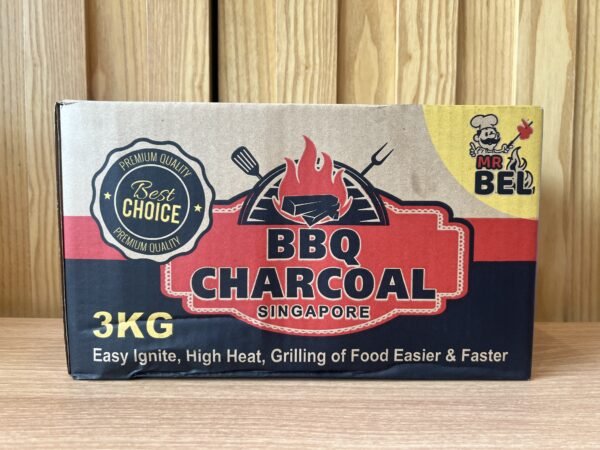 PREMIUM QUALITY
Best
CHOICE
PREMIUM QUALITY
MR
BEL
BBQ
CHARCOAL
SINGAPORE
3KG
Easy Ignite, High Heat, Grilling of Food Easier & Faster